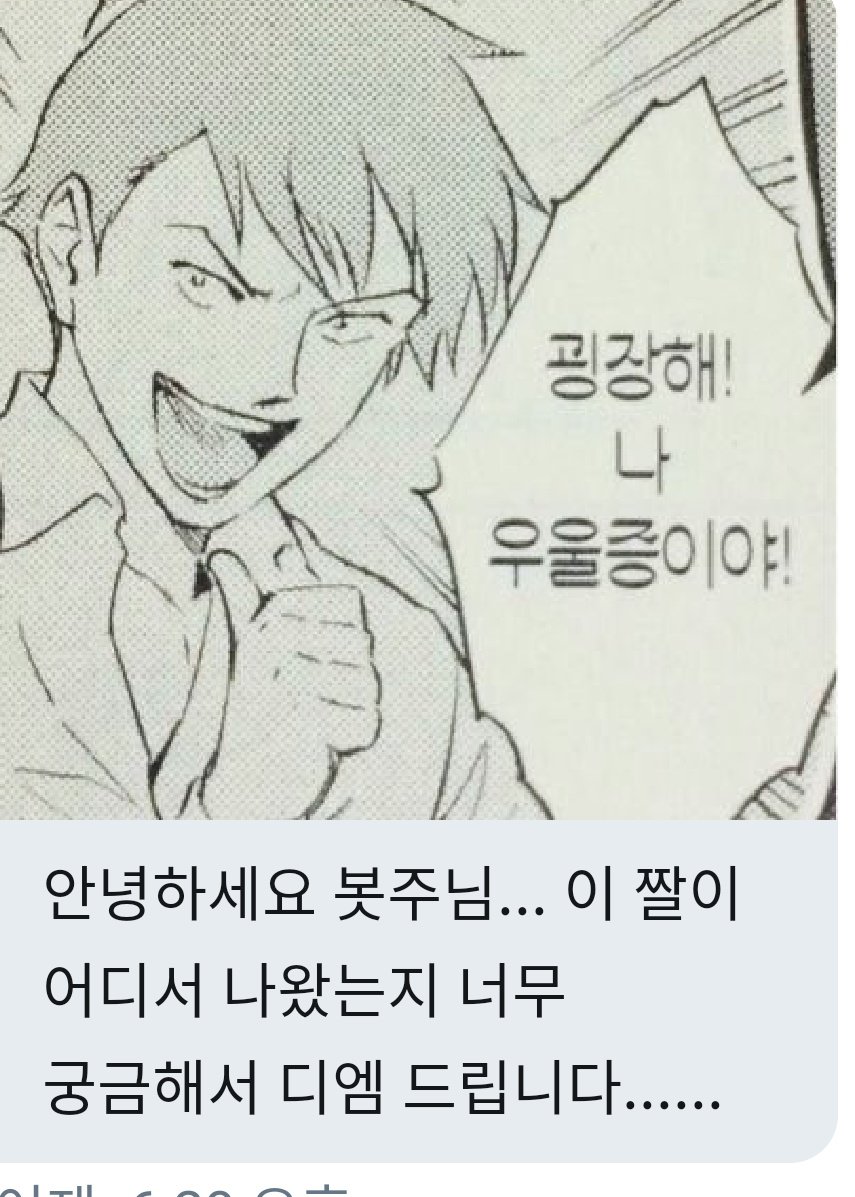 굉장해!
나
우울증이야!
안녕하세요 봇주님... 이 짤이
어디서 나왔는지 너무
궁금해서 디엠 드립니다......